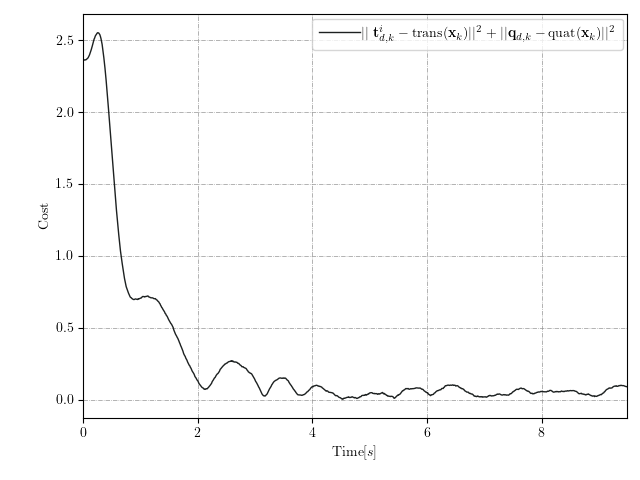 || t^i_{d,k} − trans(x_k)||^2 + ||q_{d,k} − quat(x_k)||^2
2.5
2.0
1.5
1.0
0.5
0.0
Cost
0 2 4 6 8
Time[s]